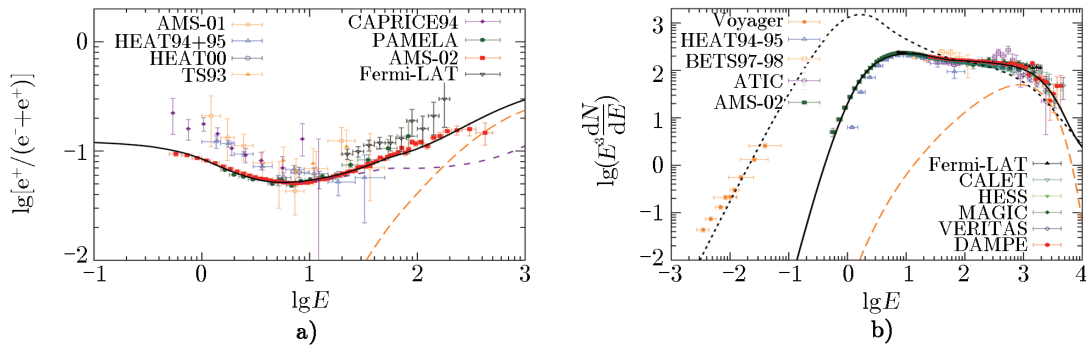 AMS-01
HEAT94+95
HEAT00
TS93
CAPRICE94
PAMELA
AMS-02
Fermi-LAT
lg[e⁺/(e⁻+e⁺)]
0
−1
−2
−1 0 1 2 3
lgE
a)
Voyager
HEAT94-95
BETS97-98
ATIC
AMS-02
Fermi-LAT
CALET
HESS
MAGIC
VERITAS
DAMPE
lg(E³dN/dE)
3
2
1
0
−1
−2
−3 −2 −1 0 1 2 3 4
lgE
b)